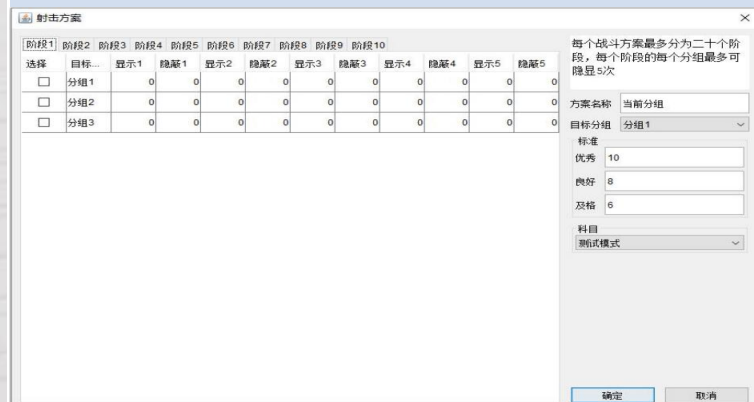 射击方案
阶段1 阶段2 阶段3 阶段4 阶段5 阶段6 阶段7 阶段8 阶段9 阶段10
选择 目标... 显示1 隐蔽1 显示2 隐蔽2 显示3 隐蔽3 显示4 隐蔽4 显示5 隐蔽5
分组1 0 0 0 0 0 0 0 0 0 0
分组2 0 0 0 0 0 0 0 0 0 0
分组3 0 0 0 0 0 0 0 0 0 0
每个战斗方案最多分为二十个阶
段，每个阶段的每个分组最多可
隐显5次
方案名称 当前分组
目标分组 分组1
标准
优秀 10
良好 8
及格 6
科目
测试模式
确定 取消